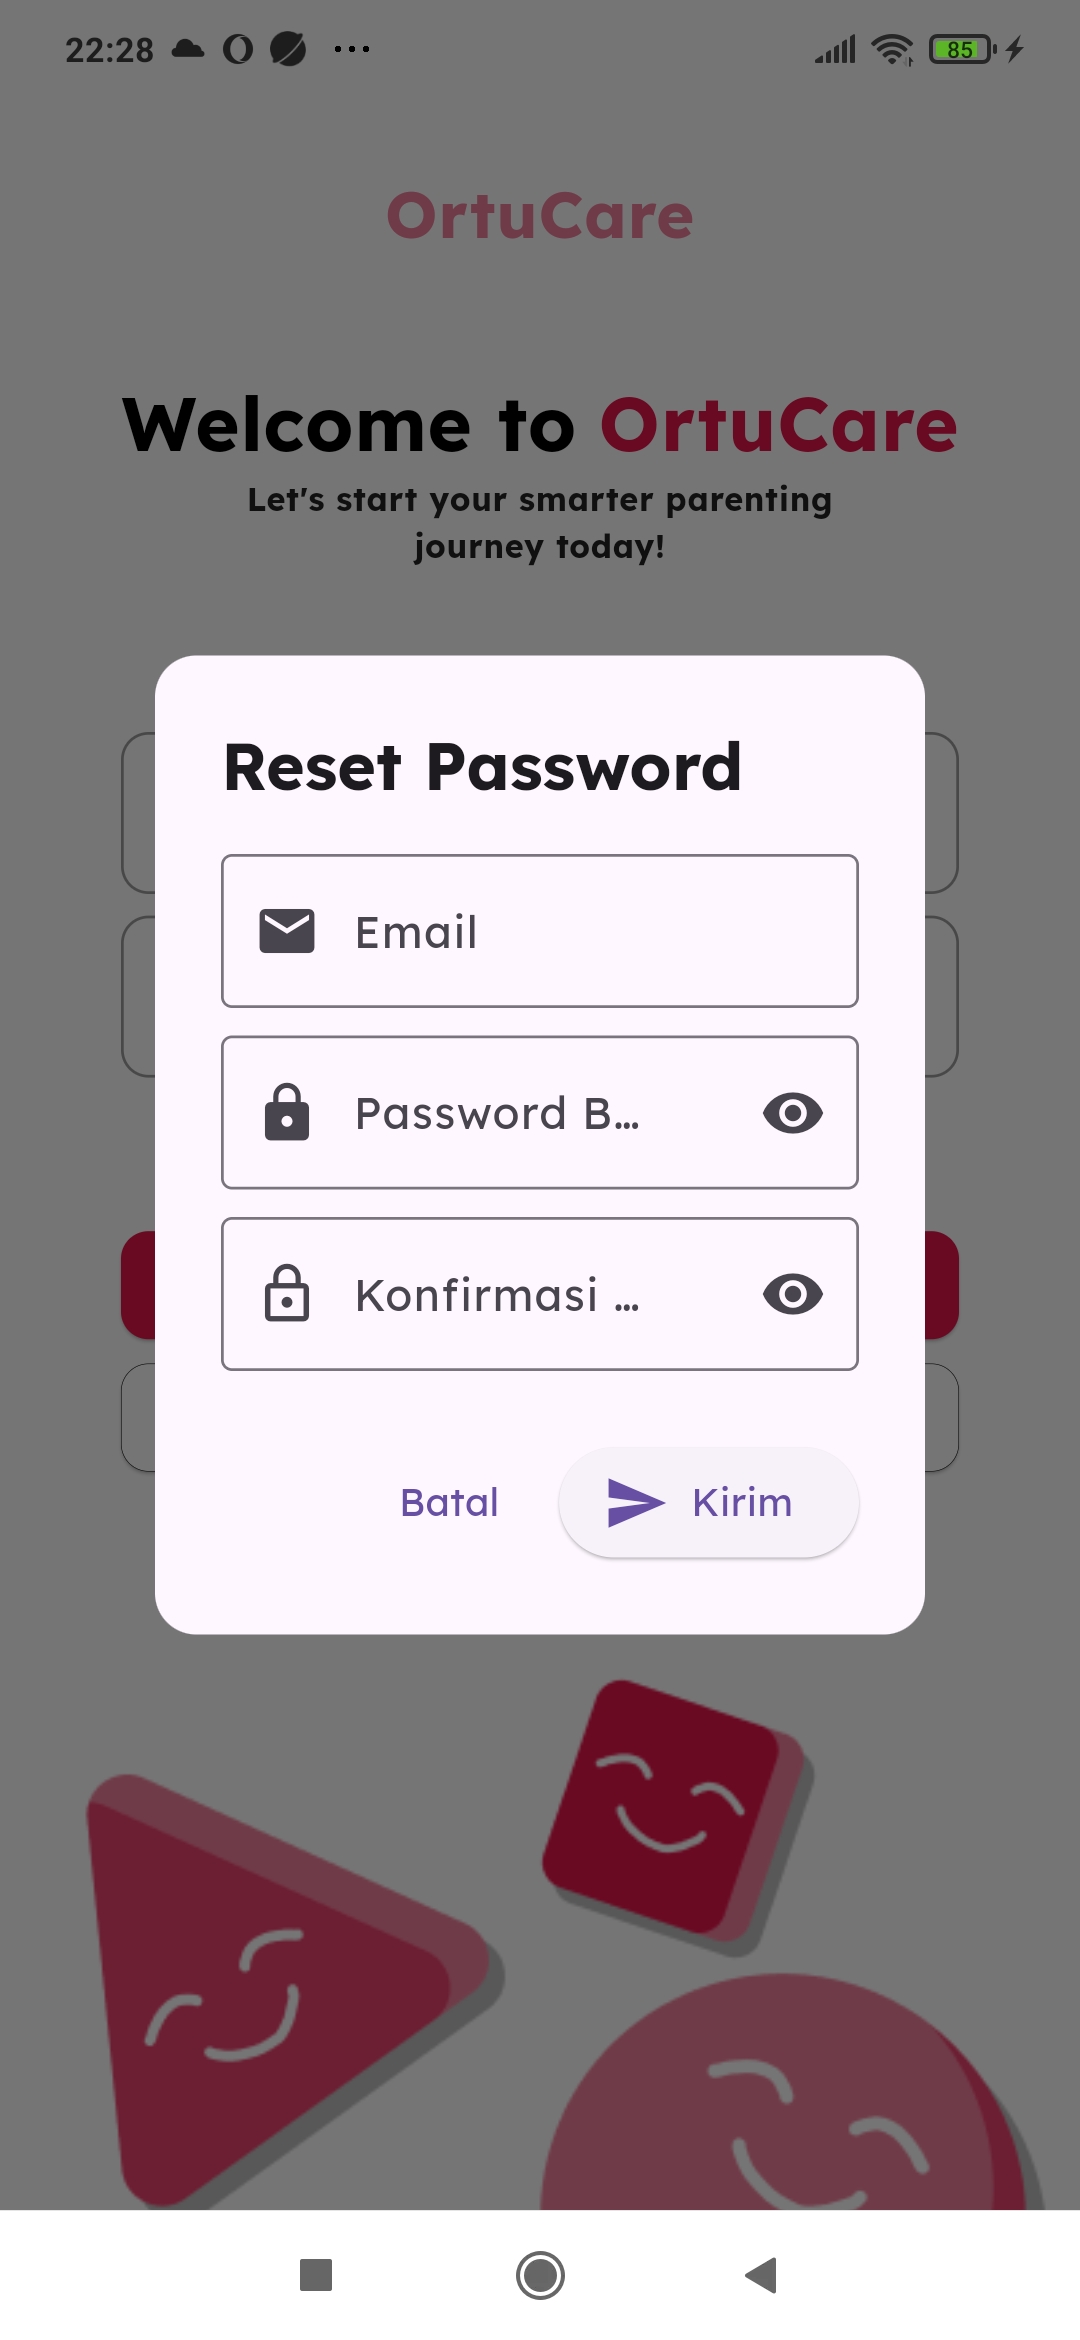 22:28
85
OrtuCare
Welcome to OrtuCare
Let's start your smarter parenting
journey today!
Reset Password
Email
Password B...
Konfirmasi ...
Batal
Kirim